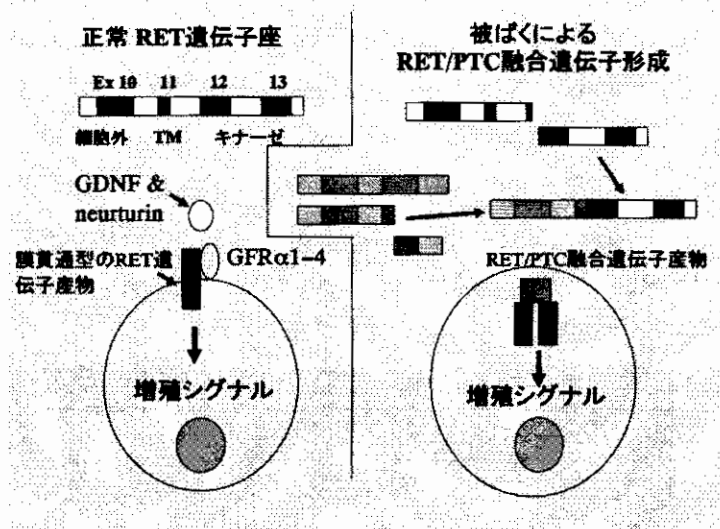 正常 RET遺伝子座
Ex 10 11 12 13
細胞外 TM キナーゼ
GDNF &
neurturin
膜貫通型のRET遺
伝子産物
GFRα1–4
増殖シグナル
被ばくによる
RET/PTC融合遺伝子形成
RET/PTC融合遺伝子産物
増殖シグナル